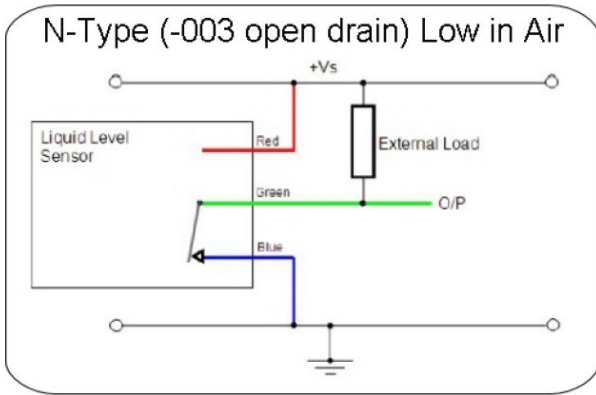 N-Type (-003 open drain) Low in Air
+Vs
Liquid Level
Sensor
Red
External Load
Green
O/P
Blue